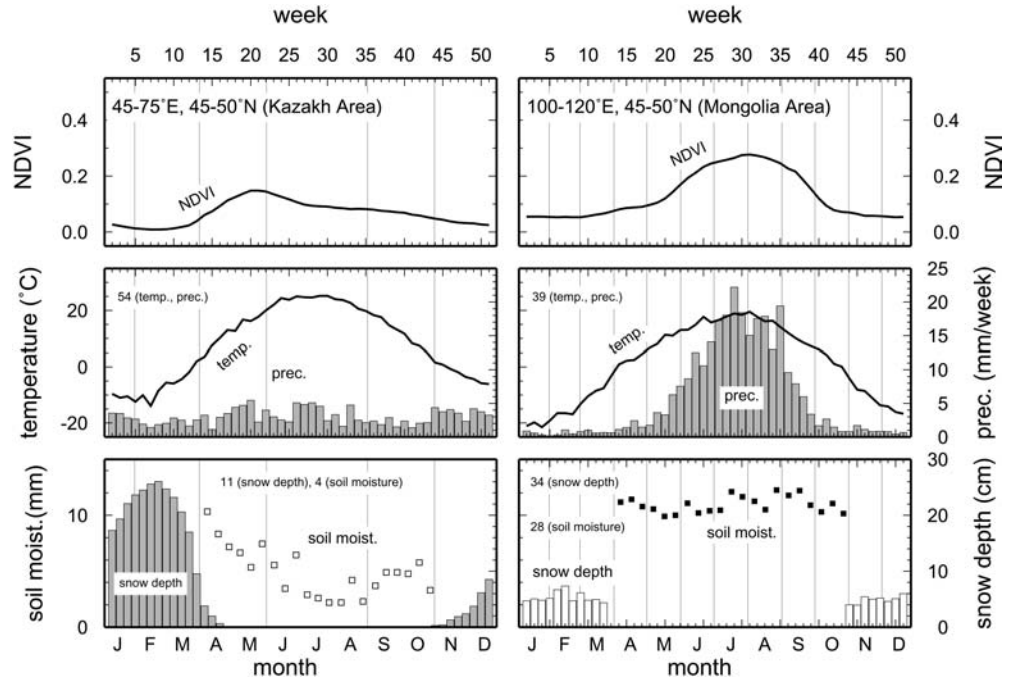 week
week
5 10 15 20 25 30 35 40 45 50
5 10 15 20 25 30 35 40 45 50
45-75˚E, 45-50˚N (Kazakh Area)
100-120˚E, 45-50˚N (Mongolia Area)
NDVI
0.4
0.2
0.0
NDVI
NDVI
0.4
0.2
0.0
NDVI
temperature (˚C)
20
0
-20
54 (temp., prec.)
temp.
prec.
39 (temp., prec.)
temp.
prec.
25
20
15
10
5
0
prec. (mm/week)
soil moist.(mm)
10
0
11 (snow depth), 4 (soil moisture)
soil moist.
snow depth
34 (snow depth)
28 (soil moisture)
soil moist.
snow depth
30
20
10
0
snow depth (cm)
J F M A M J J A S O N D
J F M A M J J A S O N D
month
month